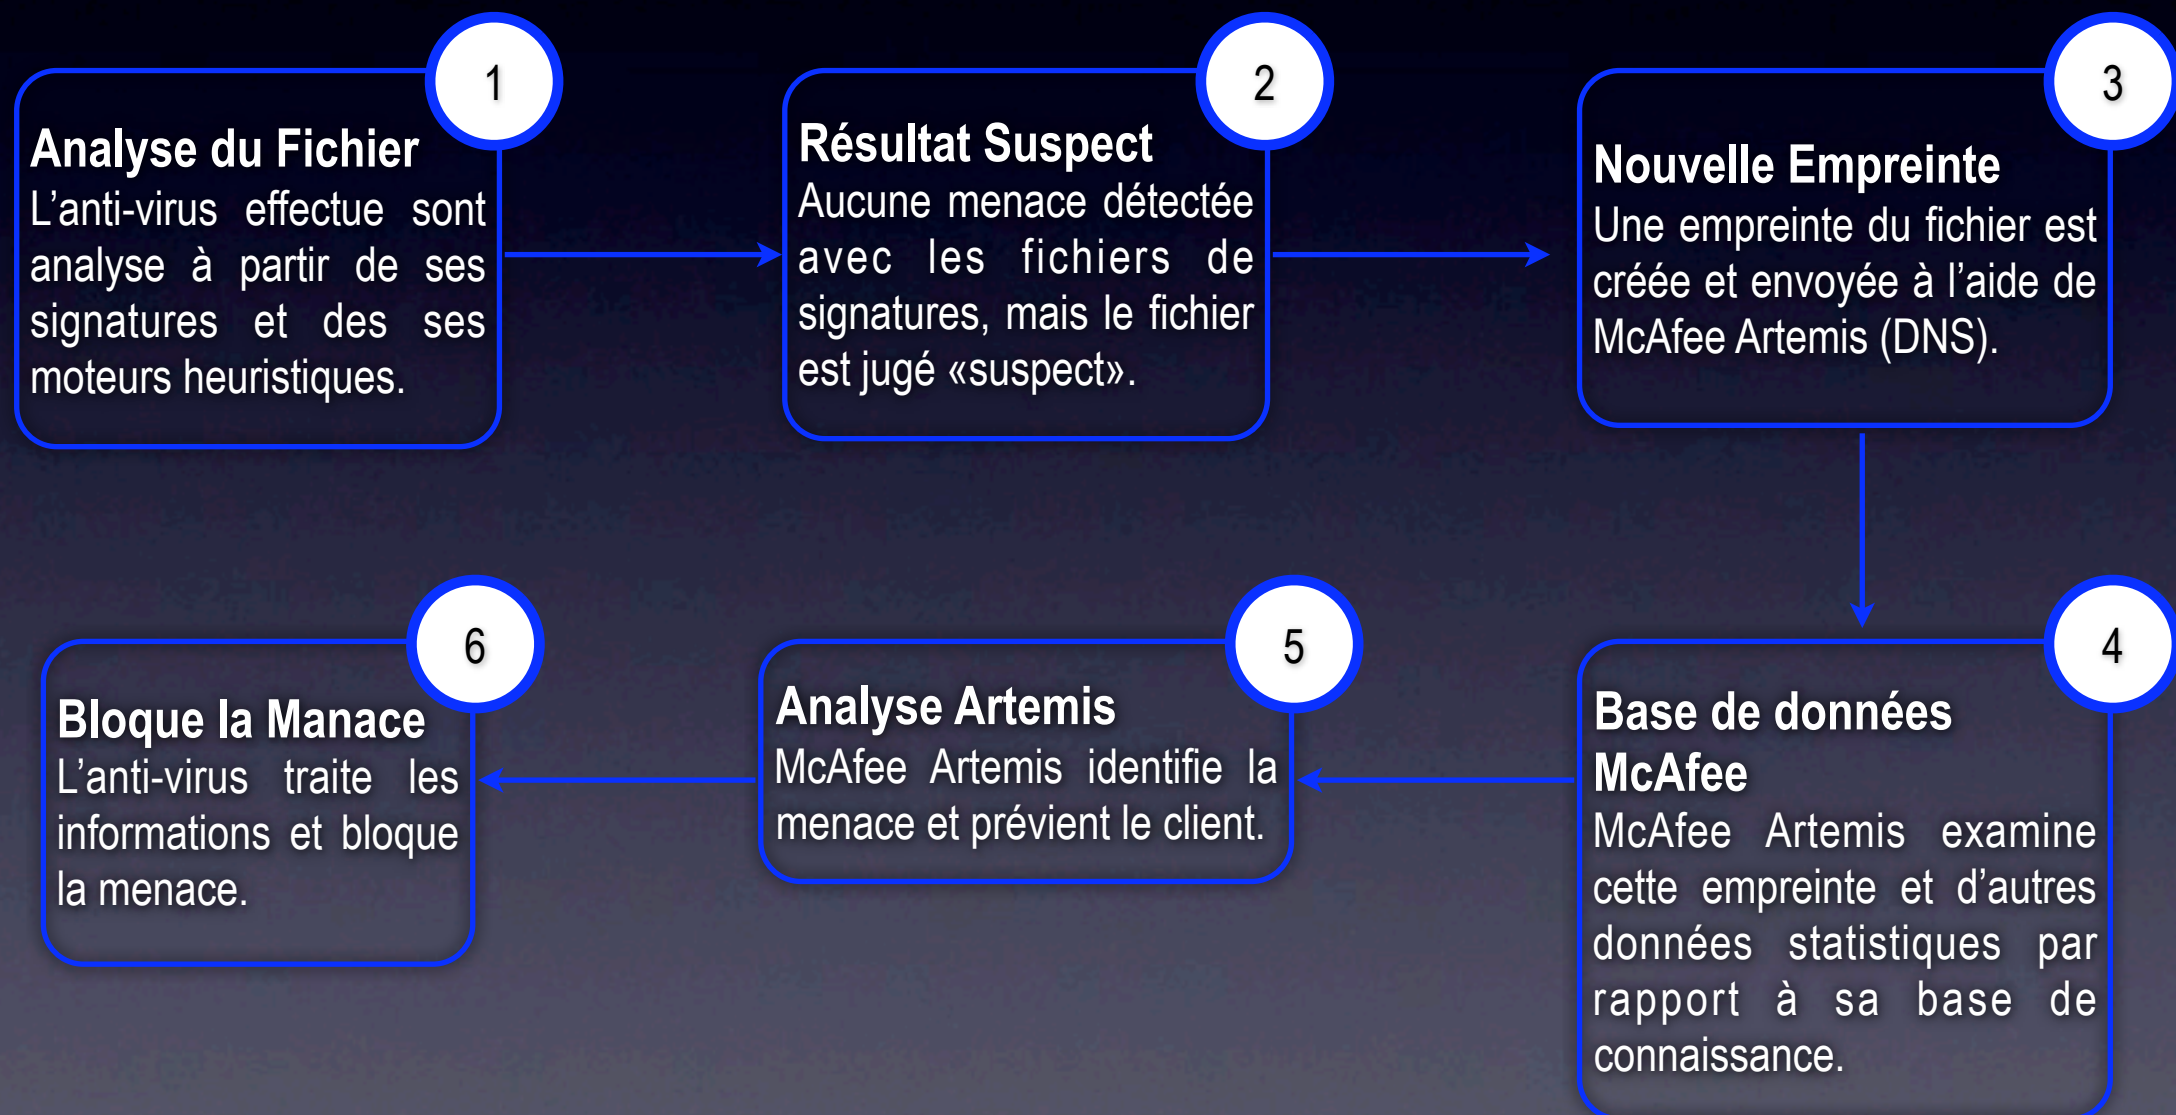 1
Analyse du Fichier
L’anti-virus effectue sont
analyse à partir de ses
signatures et des ses
moteurs heuristiques.
2
Résultat Suspect
Aucune menace détectée
avec les fichiers de
signatures, mais le fichier
est jugé «suspect».
3
Nouvelle Empreinte
Une empreinte du fichier est
créée et envoyée à l’aide de
McAfee Artemis (DNS).
4
Base de données
McAfee
McAfee Artemis examine
cette empreinte et d’autres
données statistiques par
rapport à sa base de
connaissance.
5
Analyse Artemis
McAfee Artemis identifie la
menace et prévient le client.
6
Bloque la Manace
L’anti-virus traite les
informations et bloque
la menace.